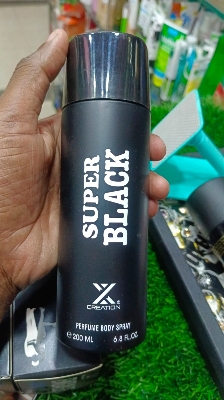 SUPER
BLACK
X
CREATION
PERFUME BODY SPRAY
℮ 200 ML 6.8 FL.OZ.